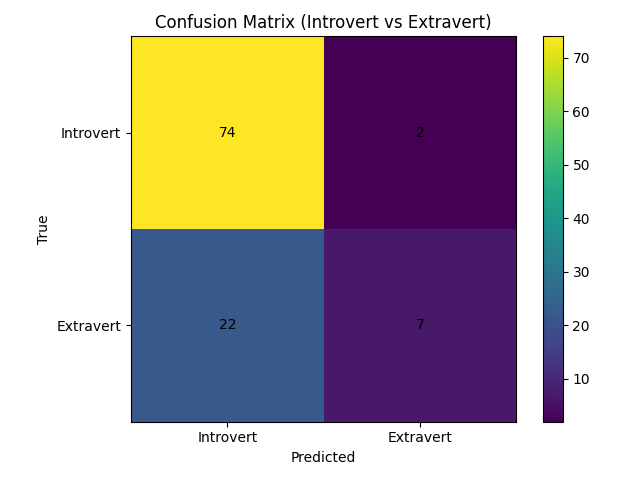 Confusion Matrix (Introvert vs Extravert)
Introvert
Extravert
True
74
2
22
7
Introvert
Extravert
Predicted
70
60
50
40
30
20
10